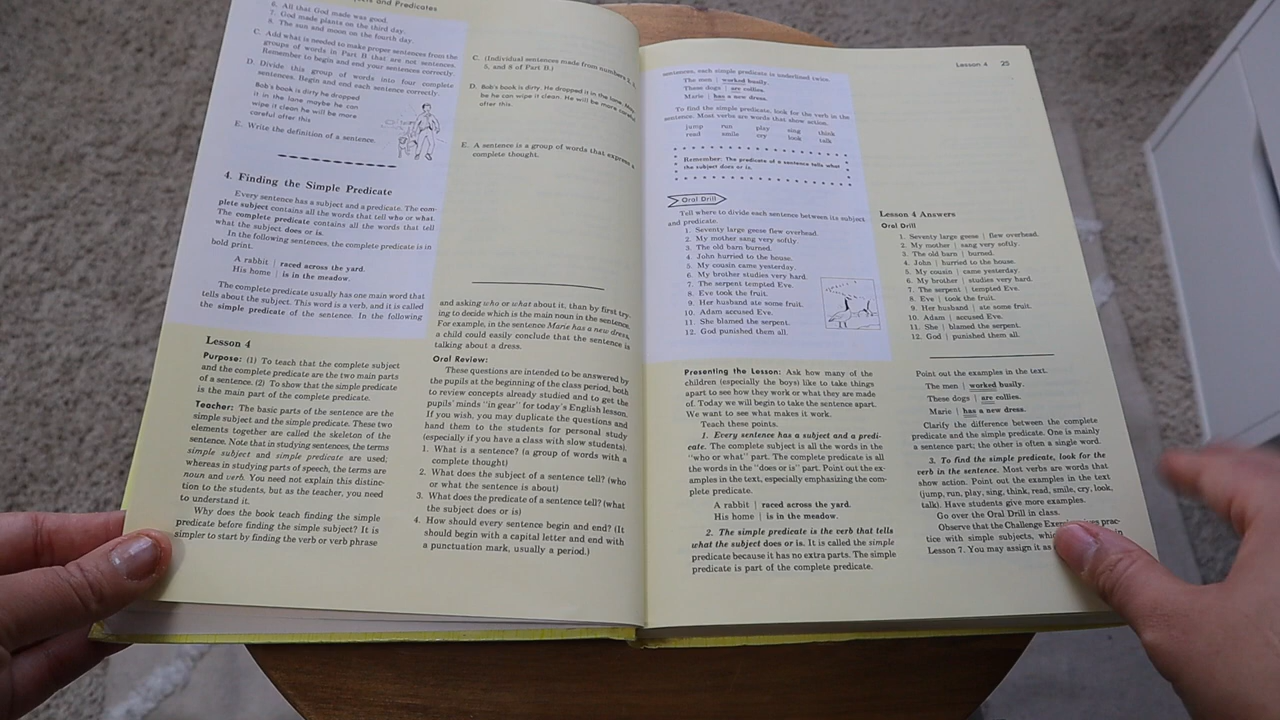 and Predicates
6. All that God made was good.
7. God made plants on the third day.
8. The sun and moon on the fourth day.
C. Add what is needed to make proper sentences from the
groups of words in Part B that are not sentences.
Remember to begin and end your sentences correctly.
D. Divide this group of words into four complete
sentences. Begin and end each sentence correctly.
Bob's book is dirty he dropped
it in the lane maybe he can
wipe it clean he will be more
careful after this
E. Write the definition of a sentence.
4. Finding the Simple Predicate
Every sentence has a subject and a predicate. The com-
plete subject contains all the words that tell who or what.
The complete predicate contains all the words that tell
what the subject does or is.
In the following sentences, the complete predicate is in
bold print.
A rabbit | raced across the yard.
His home | is in the meadow.
The complete predicate usually has one main word that
tells about the subject. This word is a verb, and it is called
the simple predicate of the sentence. In the following
C. (Individual sentences made from numbers
5, and 8 of Part B.)
D. Bob's book is dirty. He dropped it in the lane.
be he can wipe it clean. He will be more careful
after this.
E. A sentence is a group of words that express a
complete thought.
Lesson 4
Purpose: (1) To teach that the complete subject
and the complete predicate are the two main parts
of a sentence. (2) To show that the simple predicate
is the main part of the complete predicate.
Teacher: The basic parts of the sentence are the
simple subject and the simple predicate. These two
elements together are called the skeleton of the
sentence. Note that in studying sentences, the terms
simple subject and simple predicate are used;
whereas in studying parts of speech, the terms are
noun and verb. You need not explain this distinc-
tion to the students, but as the teacher, you need
to understand it.
Why does the book teach finding the simple
predicate before finding the simple subject? It is
simpler to start by finding the verb or verb phrase
and asking who or what about it, than by first try-
ing to decide which is the main noun in the sentence.
For example, in the sentence Marie has a new dress,
a child could easily conclude that the sentence is
talking about a dress.
Oral Review:
These questions are intended to be answered by
the pupils at the beginning of the class period, both
to review concepts already studied and to get the
pupils' minds "in gear" for today's English lesson.
If you wish, you may duplicate the questions and
hand them to the students for personal study
(especially if you have a class with slow students).
1. What is a sentence? (a group of words with a
complete thought)
2. What does the subject of a sentence tell? (who
or what the sentence is about)
3. What does the predicate of a sentence tell? (what
the subject does or is)
4. How should every sentence begin and end? (It
should begin with a capital letter and end with
a punctuation mark, usually a period.)
Lesson 4 25
sentences, each simple predicate is underlined twice.
The men | worked busily.
These dogs | are collies.
Marie | has a new dress.
To find the simple predicate, look for the verb in the
sentence. Most verbs are words that show action.
jump run play sing think
read smile cry look talk
Remember: The predicate of a sentence tells what
the subject does or is.
Oral Drill
Tell where to divide each sentence between its subject
and predicate.
1. Seventy large geese flew overhead.
2. My mother sang very softly.
3. The old barn burned.
4. John hurried to the house.
5. My cousin came yesterday.
6. My brother studies very hard.
7. The serpent tempted Eve.
8. Eve took the fruit.
9. Her husband ate some fruit.
10. Adam accused Eve.
11. She blamed the serpent.
12. God punished them all.
Presenting the Lesson: Ask how many of the
children (especially the boys) like to take things
apart to see how they work or what they are made
of. Today we will begin to take the sentence apart.
We want to see what makes it work.
Teach these points.
1. Every sentence has a subject and a predi-
cate. The complete subject is all the words in the
"who or what" part. The complete predicate is all
the words in the "does or is" part. Point out the ex-
amples in the text, especially emphasizing the com-
plete predicate.
A rabbit | raced across the yard.
His home | is in the meadow.
2. The simple predicate is the verb that tells
what the subject does or is. It is called the simple
predicate because it has no extra parts. The simple
predicate is part of the complete predicate.
Lesson 4 Answers
Oral Drill
1. Seventy large geese | flew overhead.
2. My mother | sang very softly.
3. The old barn | burned.
4. John | hurried to the house.
5. My cousin | came yesterday.
6. My brother | studies very hard.
7. The serpent | tempted Eve.
8. Eve | took the fruit.
9. Her husband | ate some fruit.
10. Adam | accused Eve.
11. She | blamed the serpent.
12. God | punished them all.
Point out the examples in the text.
The men | worked busily.
These dogs | are collies.
Marie | has a new dress.
Clarify the difference between the complete
predicate and the simple predicate. One is mainly
a sentence part; the other is often a single word.
3. To find the simple predicate, look for the
verb in the sentence. Most verbs are words that
show action. Point out the examples in the text
(jump, run, play, sing, think, read, smile, cry, look,
talk). Have students give more examples.
Go over the Oral Drill in class.
Observe that the Challenge prac-
tice with simple subjects,
Lesson 7. You may assign it as